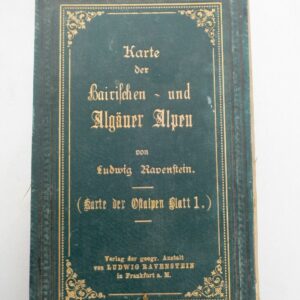 Karte
der
Bairischen - und
Algäuer Alpen
von
Ludwig Ravenstein.
(Karte der Ostalpen Blatt 1.)
Verlag der geogr. Anstalt
von LUDWIG RAVENSTEIN
in Frankfurt a. M.